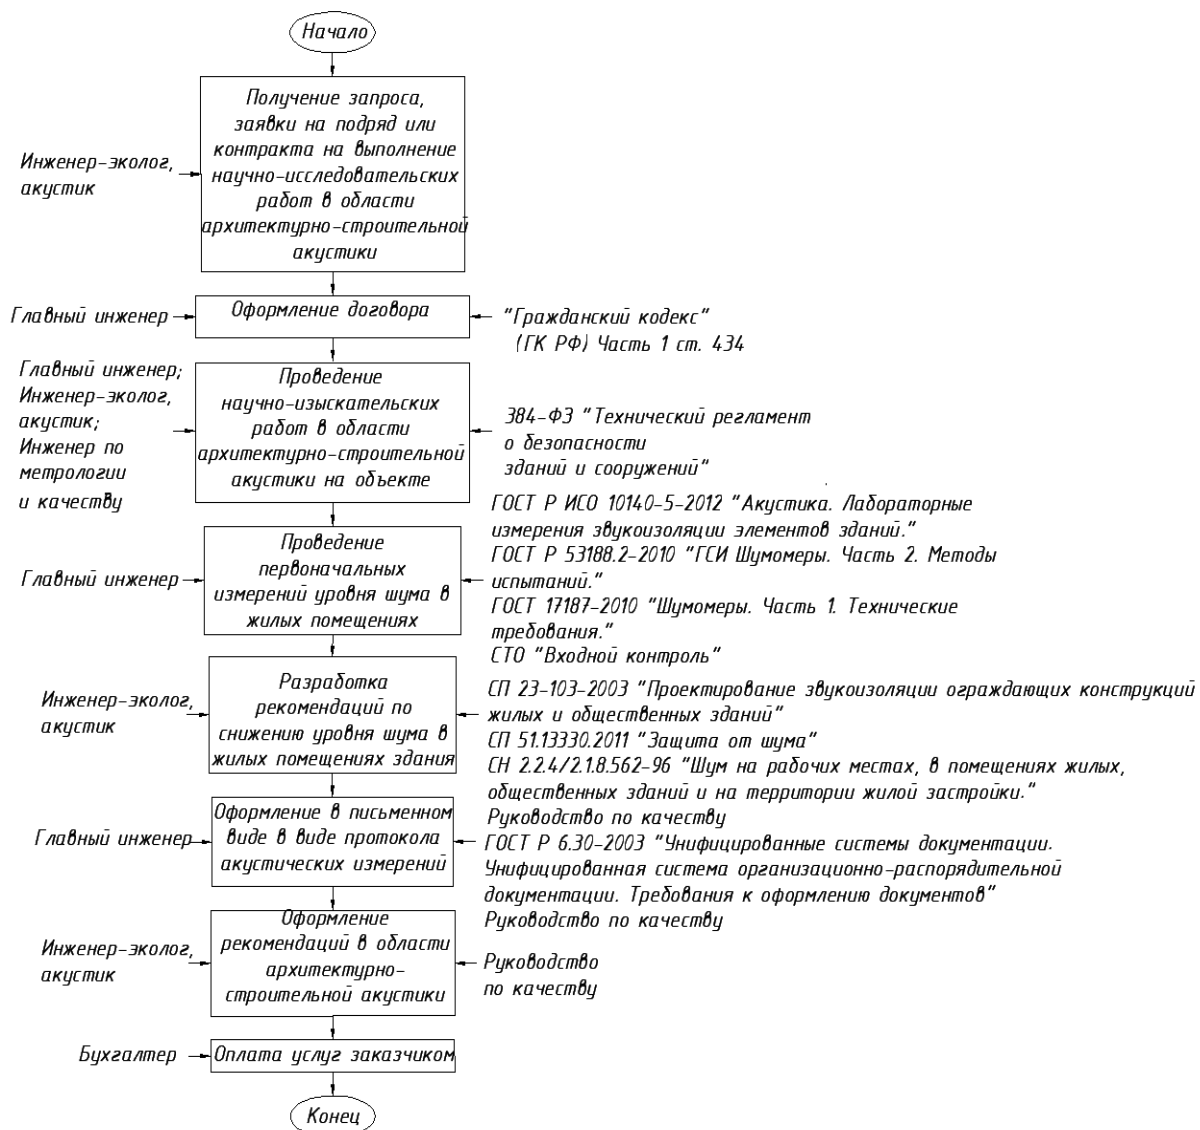 Начало
Получение запроса,
заявки на подряд или
контракта на выполнение
научно-исследовательских
работ в области
архитектурно-строительной
акустики
Инженер-эколог,
акустик
Главный инженер
Оформление договора
"Гражданский кодекс"
(ГК РФ) Часть 1 ст. 434
Главный инженер;
Инженер-эколог,
акустик;
Инженер по
метрологии
и качеству
Проведение
научно-изыскательских
работ в области
архитектурно-строительной
акустики на объекте
384-ФЗ "Технический регламент
о безопасности
зданий и сооружений"
Главный инженер
Проведение
первоначальных
измерений уровня шума в
жилых помещениях
ГОСТ Р ИСО 10140-5-2012 "Акустика. Лабораторные
измерения звукоизоляции элементов зданий."
ГОСТ Р 53188.2-2010 "ГСИ Шумомеры. Часть 2. Методы
испытаний."
ГОСТ 17187-2010 "Шумомеры. Часть 1. Технические
требования."
СТО "Входной контроль"
Инженер-эколог,
акустик
Разработка
рекомендаций по
снижению уровня шума в
жилых помещениях здания
СП 23-103-2003 "Проектирование звукоизоляции ограждающих конструкций
жилых и общественных зданий"
СП 51.13330.2011 "Защита от шума"
СН 2.2.4/2.1.8.562-96 "Шум на рабочих местах, в помещениях жилых,
общественных зданий и на территории жилой застройки."
Руководство по качеству
Главный инженер
Оформление в письменном
виде в виде протокола
акустических измерений
ГОСТ Р 6.30-2003 "Унифицированные системы документации.
Унифицированная система организационно-распорядительной
документации. Требования к оформлению документов"
Руководство по качеству
Инженер-эколог,
акустик
Оформление
рекомендаций в области
архитектурно-
строительной акустики
Руководство
по качеству
Бухгалтер
Оплата услуг заказчиком
Конец